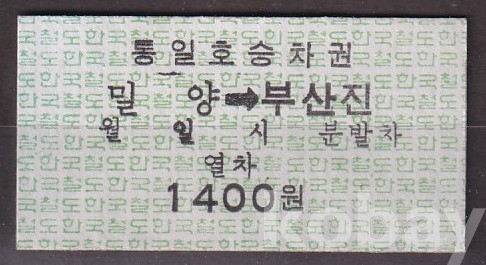 통일호승차권
밀 양➡부산진
월 일 시 분발차
열차
1400원
kobay